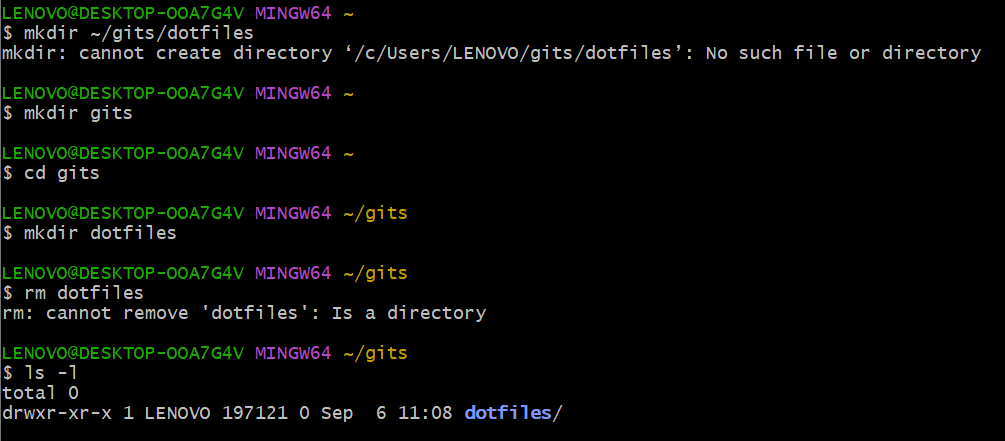 LENOVO@DESKTOP-OOA7G4V MINGW64 ~
$ mkdir ~/gits/dotfiles
mkdir: cannot create directory ‘/c/Users/LENOVO/gits/dotfiles’: No such file or directory
LENOVO@DESKTOP-OOA7G4V MINGW64 ~
$ mkdir gits
LENOVO@DESKTOP-OOA7G4V MINGW64 ~
$ cd gits
LENOVO@DESKTOP-OOA7G4V MINGW64 ~/gits
$ mkdir dotfiles
LENOVO@DESKTOP-OOA7G4V MINGW64 ~/gits
$ rm dotfiles
rm: cannot remove 'dotfiles': Is a directory
LENOVO@DESKTOP-OOA7G4V MINGW64 ~/gits
$ ls -l
total 0
drwxr-xr-x 1 LENOVO 197121 0 Sep  6 11:08 dotfiles/